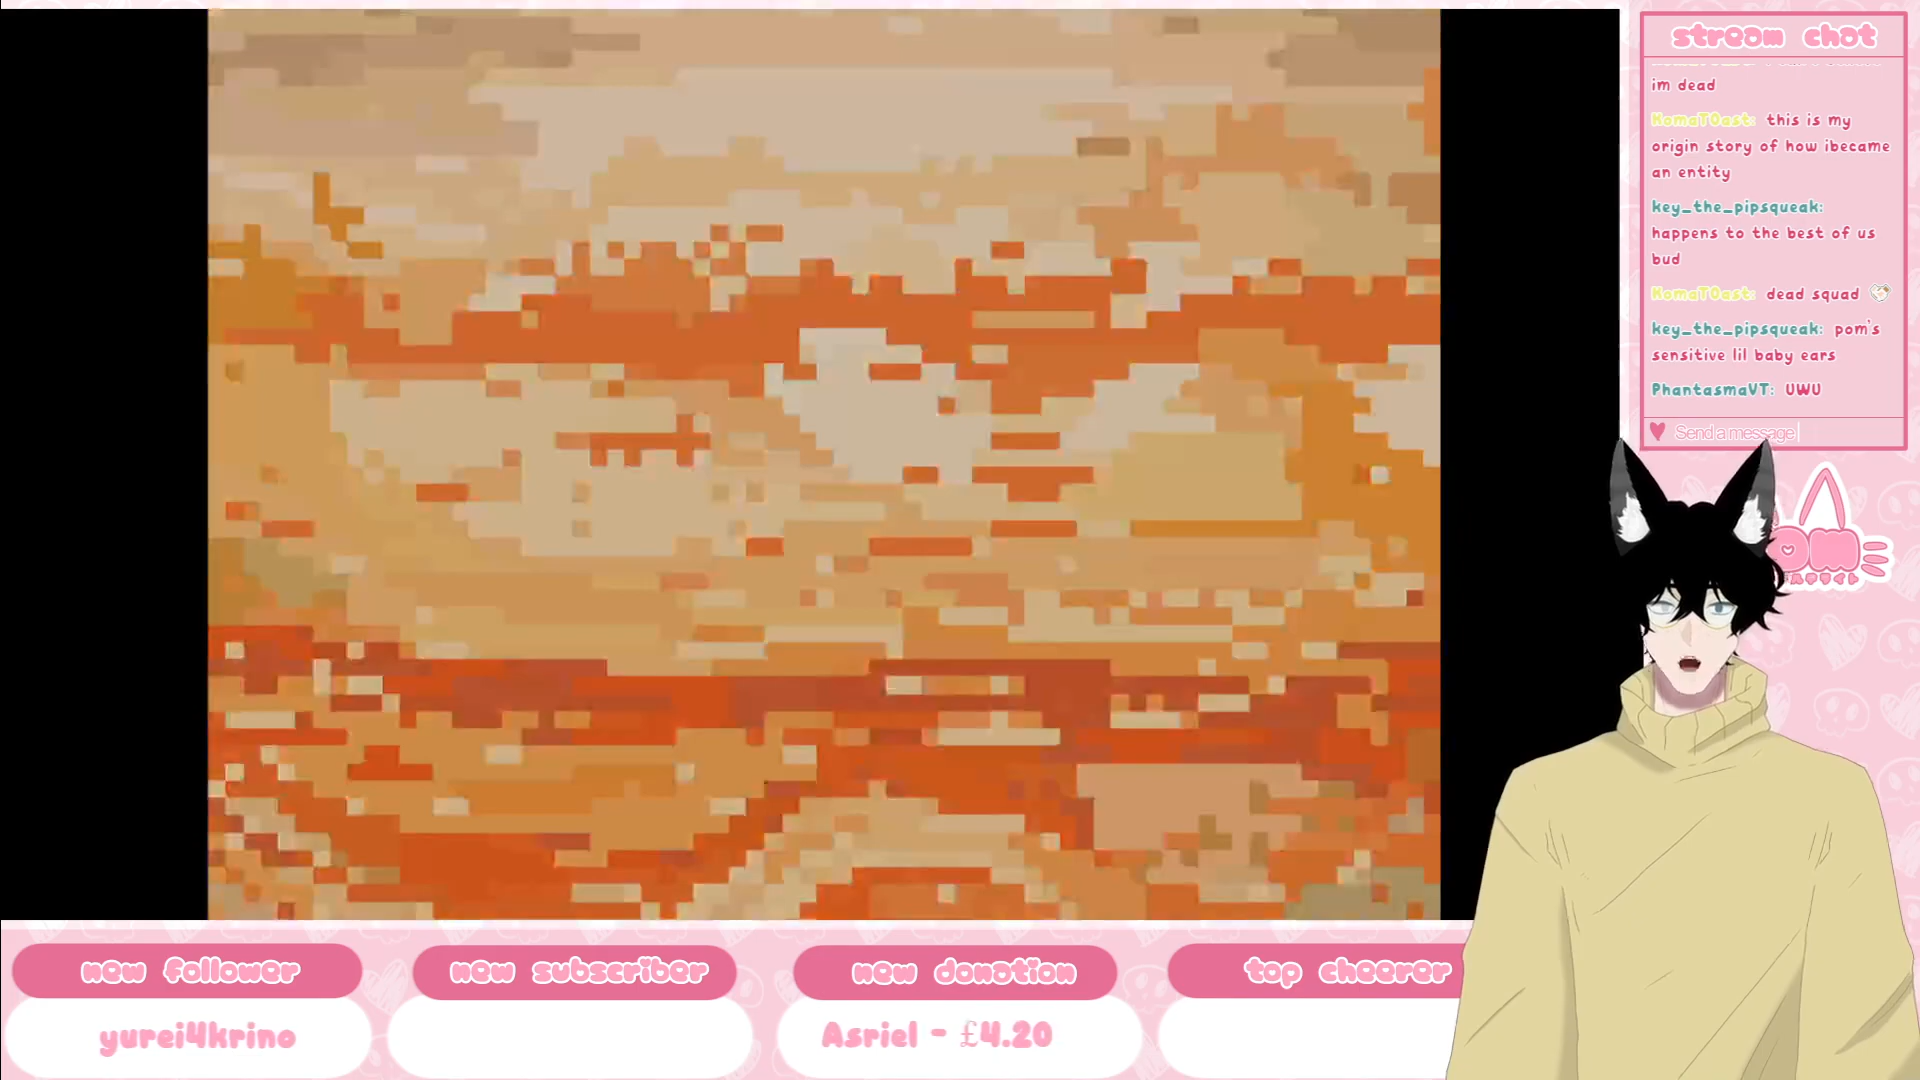 stream chat
im dead
KomaTOast: this is my
origin story of how ibecame
an entity
key_the_pipsqueak:
happens to the best of us
bud
KomaTOast: dead squad
key_the_pipsqueak: pom's
sensitive lil baby ears
PhantasmaVT: UWU
Send a message
new follower
new subscriber
new donation
top cheerer
yurei4krino
Asriel - £4.20